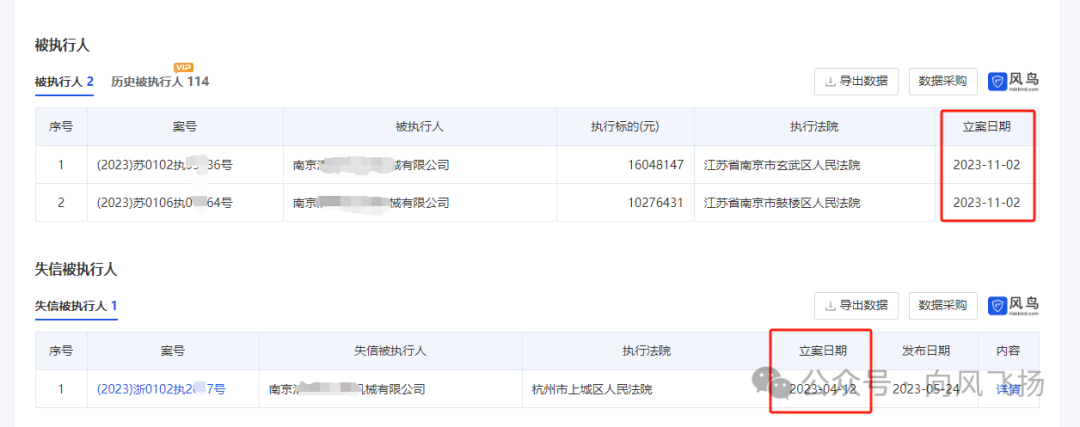 被执行人
被执行人 2 历史被执行人 114 VIP
导出数据 数据采购 风鸟 riskbird.com
序号 案号 被执行人 执行标的(元) 执行法院 立案日期
1 (2023)苏0102执 36号 南京 械有限公司 16048147 江苏省南京市玄武区人民法院 2023-11-02
2 (2023)苏0106执 64号 南京 械有限公司 10276431 江苏省南京市鼓楼区人民法院 2023-11-02
失信被执行人
失信被执行人 1
导出数据 数据采购 风鸟 riskbird.com
序号 案号 失信被执行人 执行法院 立案日期 发布日期 内容
1 (2023)浙0102执2 7号 南京 机械有限公司 杭州市上城区人民法院 2023-04-12 2023-05-24 详情
公众号 · 向风飞扬